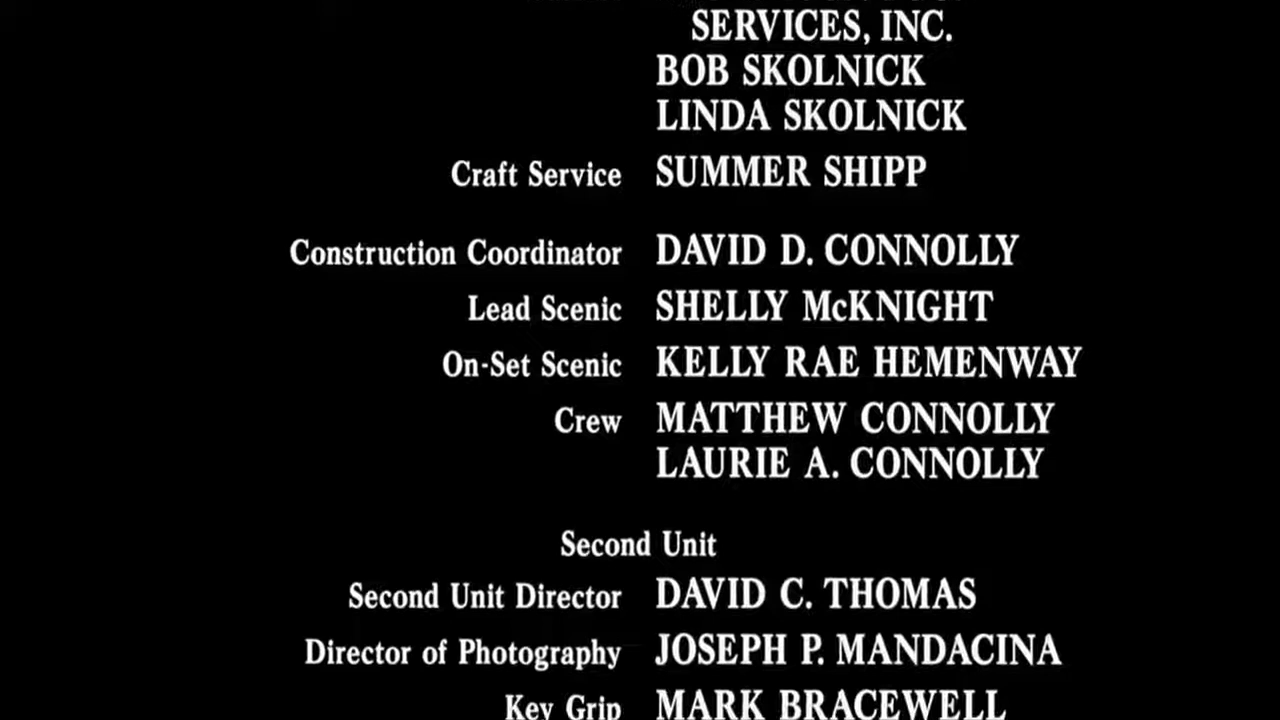 SERVICES, INC.
BOB SKOLNICK
LINDA SKOLNICK
Craft Service SUMMER SHIPP
Construction Coordinator DAVID D. CONNOLLY
Lead Scenic SHELLY McKNIGHT
On-Set Scenic KELLY RAE HEMENWAY
Crew MATTHEW CONNOLLY
LAURIE A. CONNOLLY
Second Unit
Second Unit Director DAVID C. THOMAS
Director of Photography JOSEPH P. MANDACINA
Key Grip MARK BRACEWELL